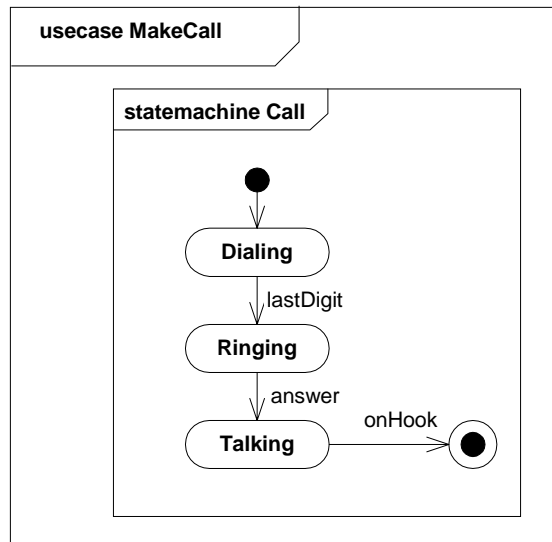 usecase MakeCall
statemachine Call
Dialing
lastDigit
Ringing
answer
onHook
Talking